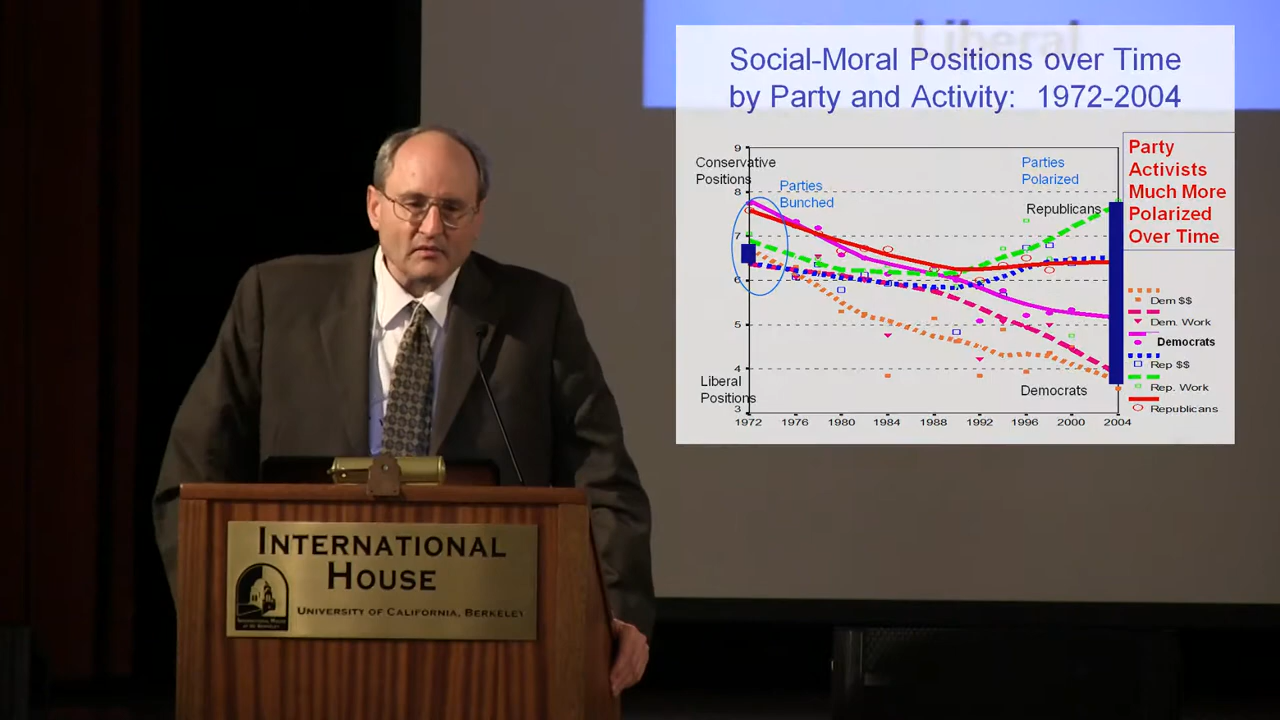 Liberal
Social-Moral Positions over Time
by Party and Activity: 1972-2004
9
8
7
6
5
4
3
Conservative
Positions
Parties
Bunched
Parties
Polarized
Republicans
Liberal
Positions
Democrats
1972 1976 1980 1984 1988 1992 1996 2000 2004
Party
Activists
Much More
Polarized
Over Time
Dem $$
Dem. Work
Democrats
Rep $$
Rep. Work
Republicans
INTERNATIONAL
HOUSE
UNIVERSITY OF CALIFORNIA, BERKELEY